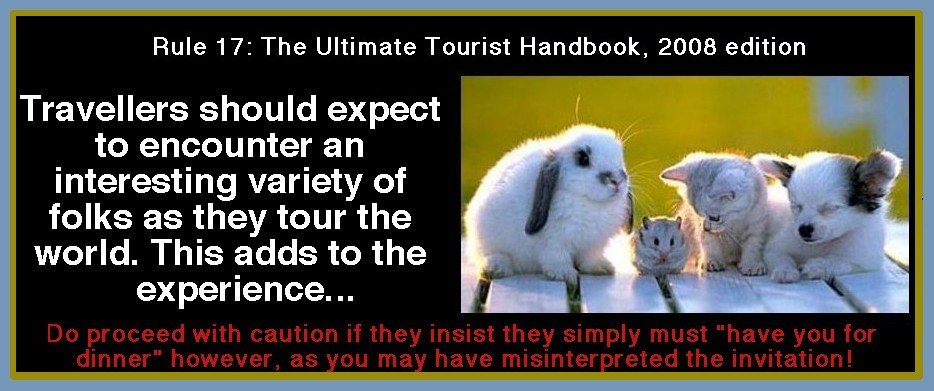 Rule 17: The Ultimate Tourist Handbook, 2008 edition
Travellers should expect
to encounter an
interesting variety of
folks as they tour the
world. This adds to the
experience...
Do proceed with caution if they insist they simply must "have you for
dinner" however, as you may have misinterpreted the invitation!